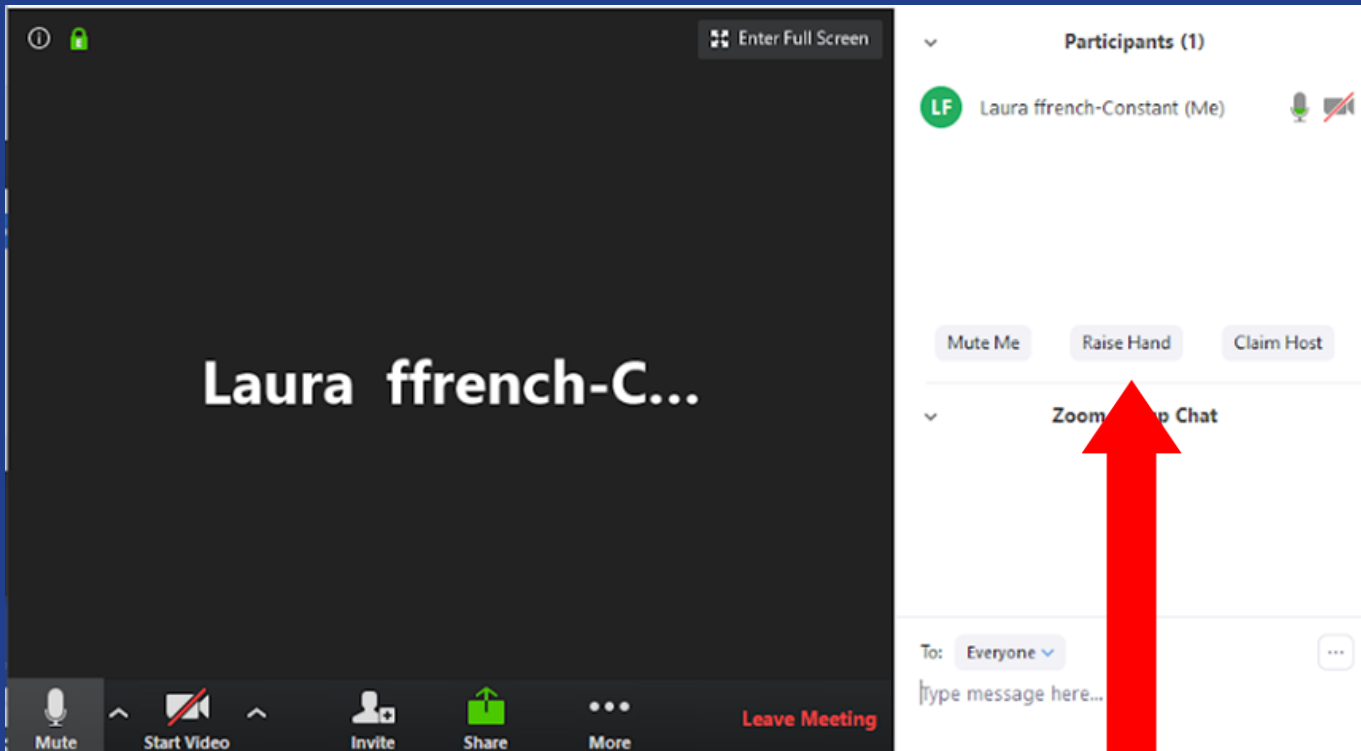 Enter Full Screen
Participants (1)
LF Laura ffrench-Constant (Me)
Laura ffrench-C...
Mute Me Raise Hand Claim Host
Zoom Chat
To: Everyone
Type message here...
Mute Start Video Invite Share More Leave Meeting